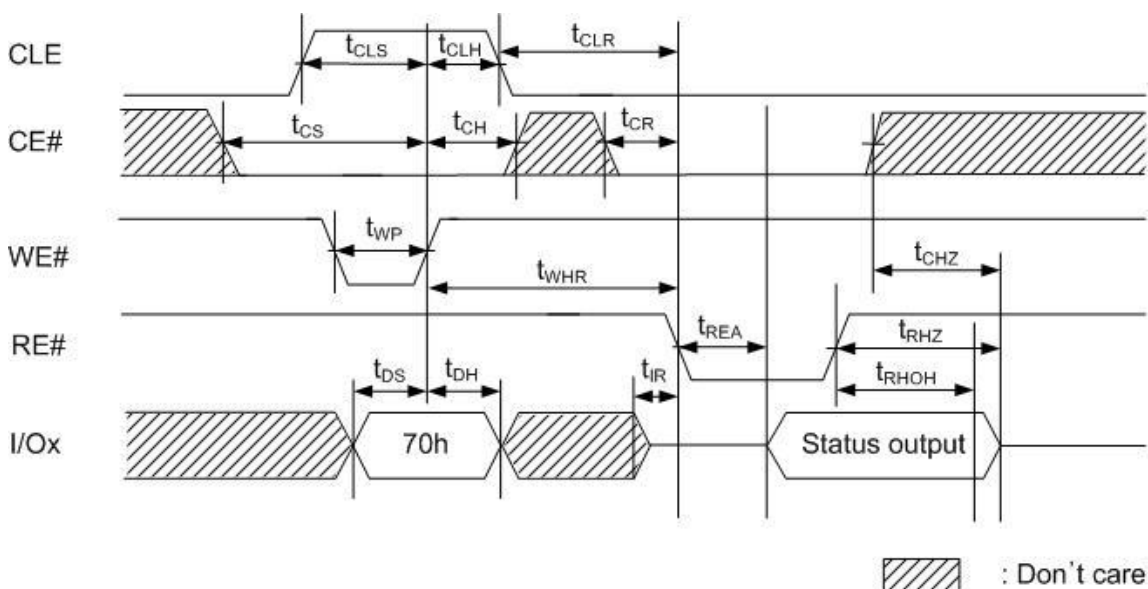 CLE
tCLS
tCLH
tCLR
CE#
tCS
tCH
tCR
WE#
tWP
tWHR
tCHZ
RE#
tREA
tRHZ
tRHOH
tDS
tDH
tIR
I/Ox
70h
Status output
: Don't care